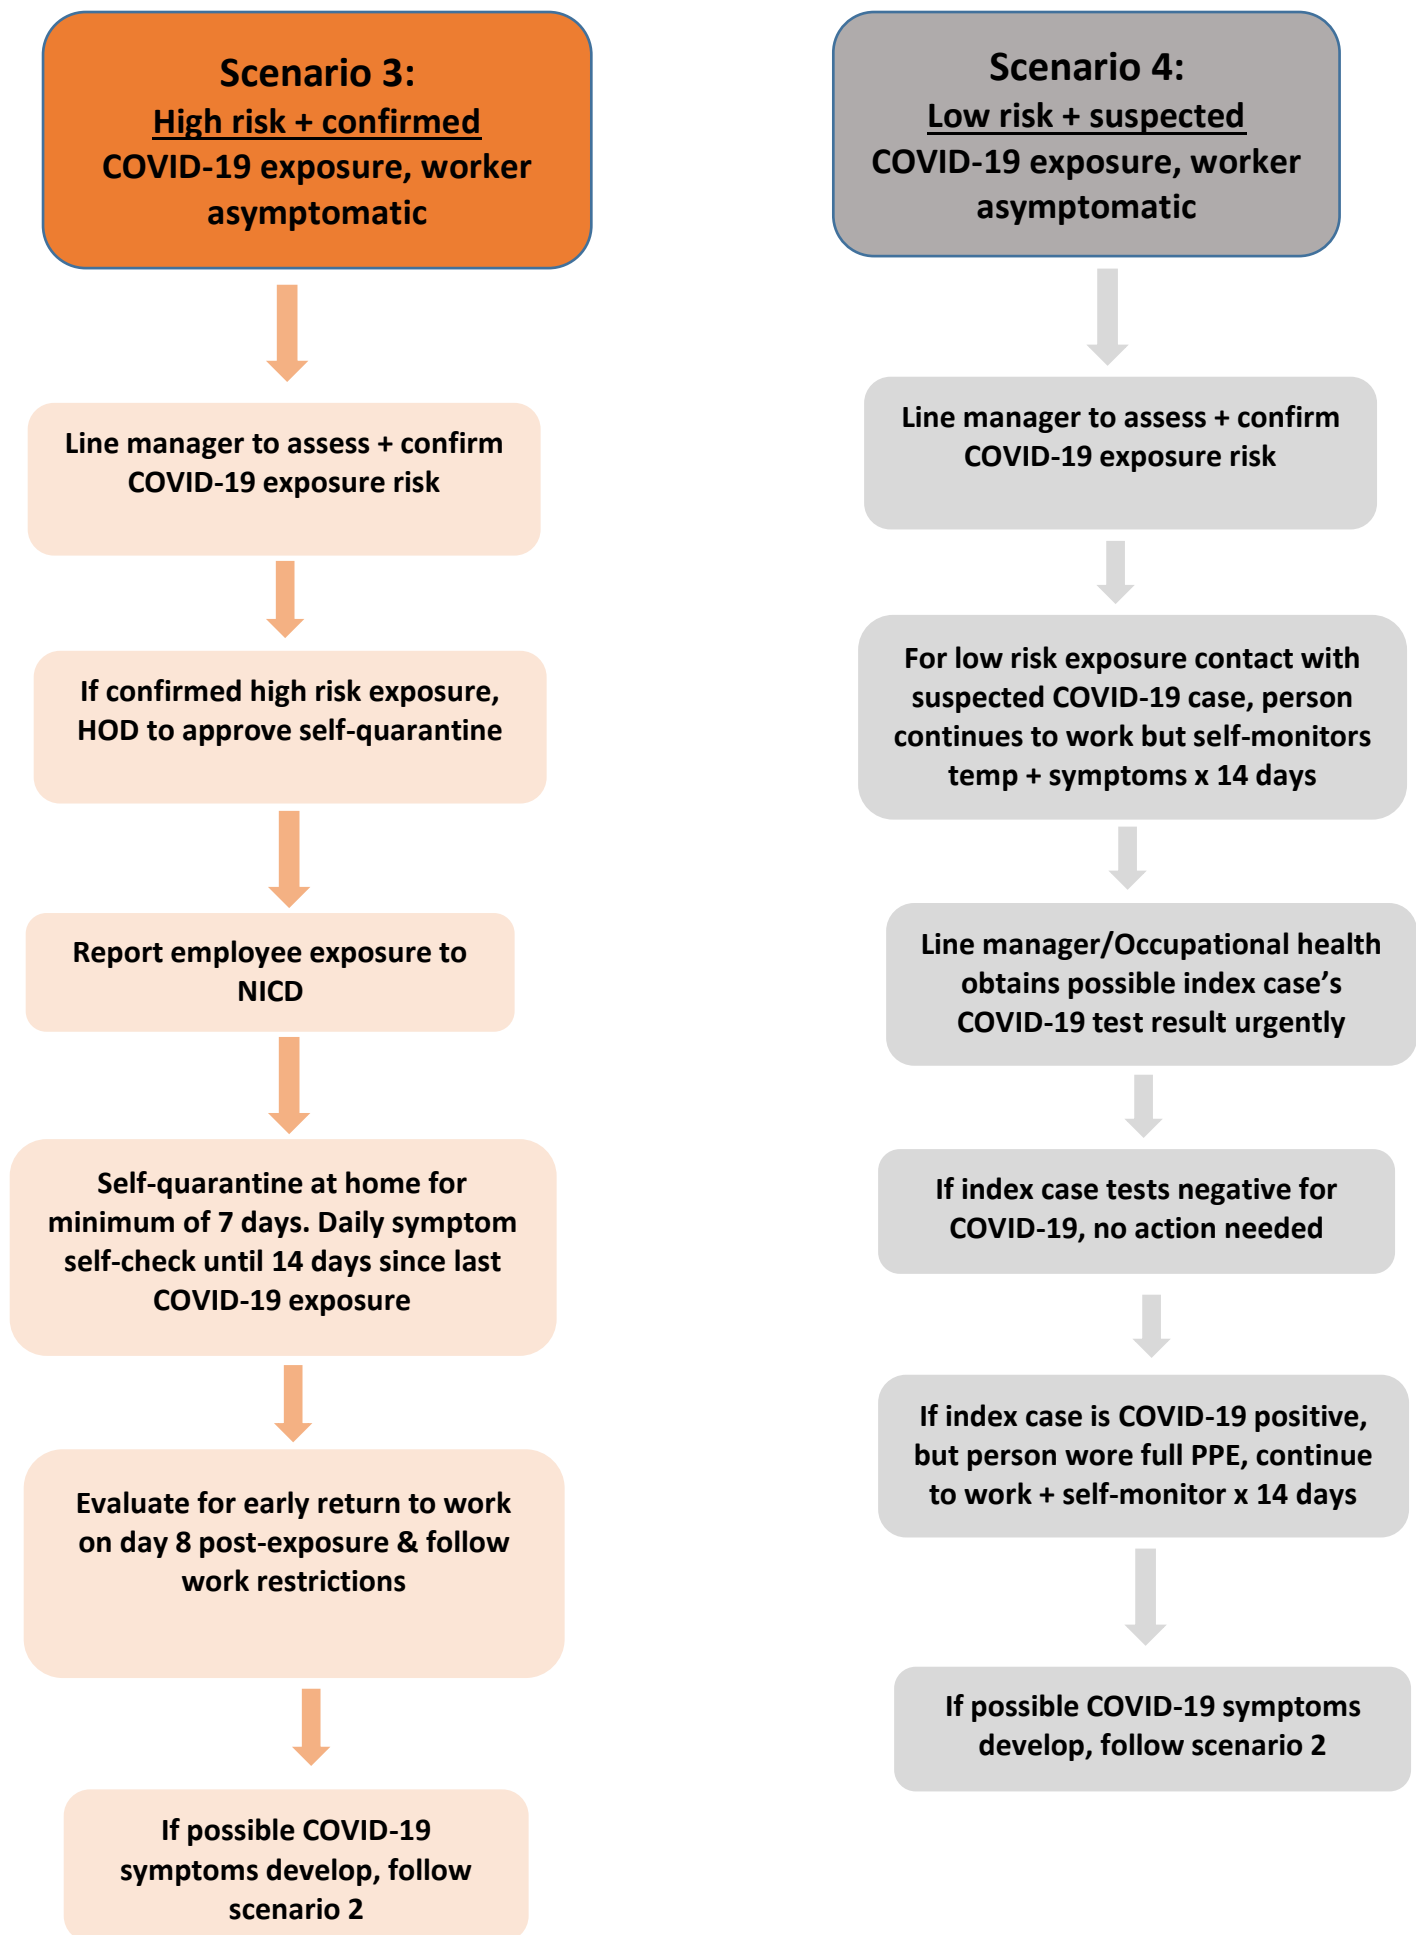 Scenario 3:
High risk + confirmed
COVID-19 exposure, worker
asymptomatic
Line manager to assess + confirm
COVID-19 exposure risk
If confirmed high risk exposure,
HOD to approve self-quarantine
Report employee exposure to
NICD
Self-quarantine at home for
minimum of 7 days. Daily symptom
self-check until 14 days since last
COVID-19 exposure
Evaluate for early return to work
on day 8 post-exposure & follow
work restrictions
If possible COVID-19
symptoms develop, follow
scenario 2
Scenario 4:
Low risk + suspected
COVID-19 exposure, worker
asymptomatic
Line manager to assess + confirm
COVID-19 exposure risk
For low risk exposure contact with
suspected COVID-19 case, person
continues to work but self-monitors
temp + symptoms x 14 days
Line manager/Occupational health
obtains possible index case’s
COVID-19 test result urgently
If index case tests negative for
COVID-19, no action needed
If index case is COVID-19 positive,
but person wore full PPE, continue
to work + self-monitor x 14 days
If possible COVID-19 symptoms
develop, follow scenario 2